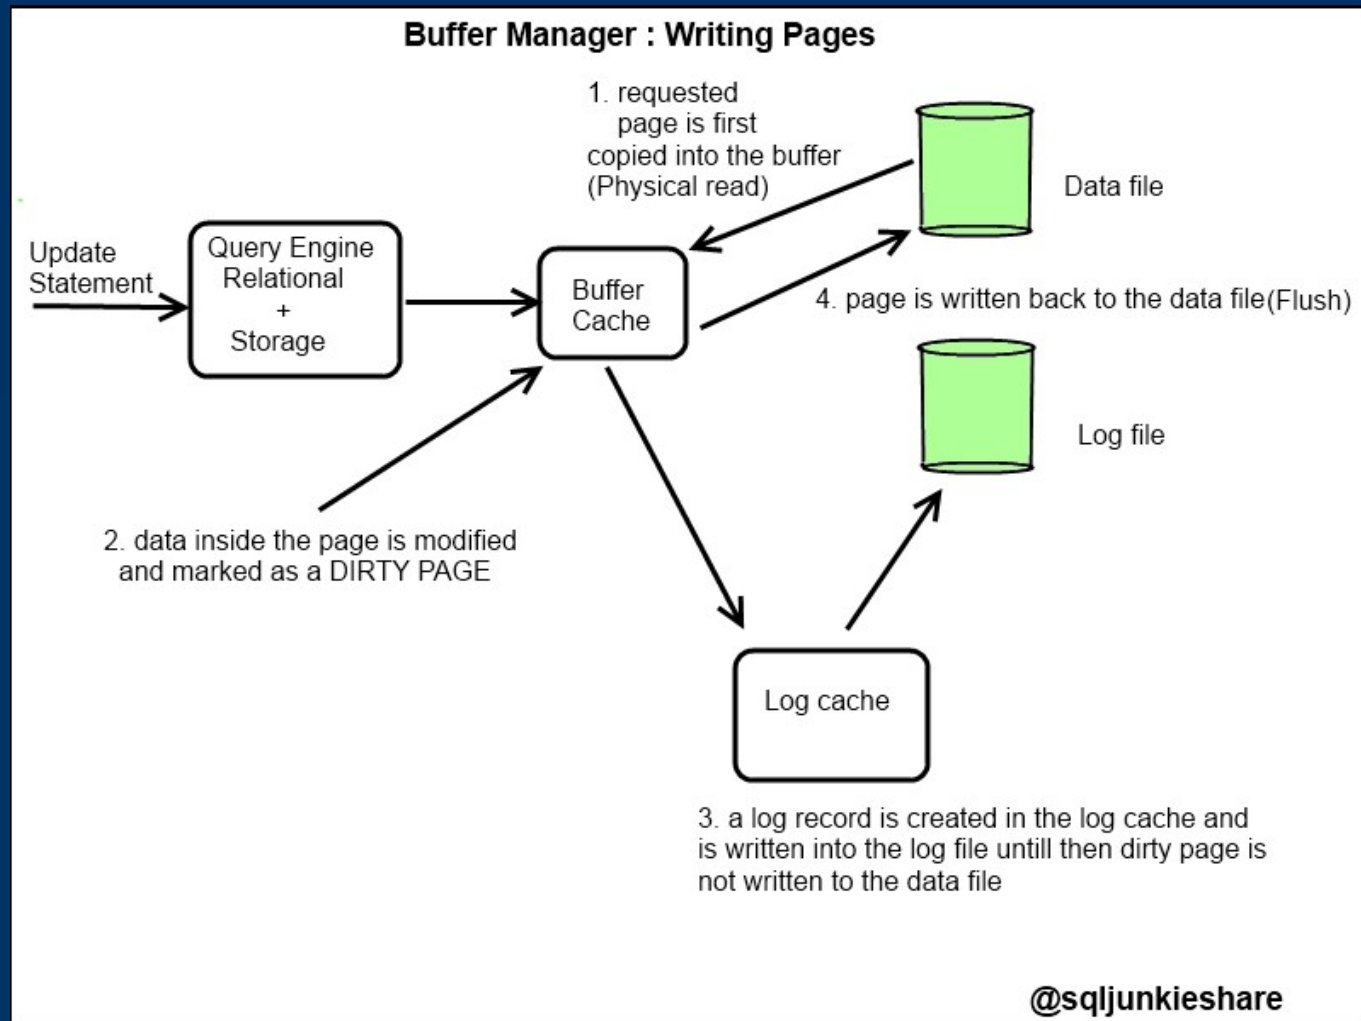 Buffer Manager : Writing Pages
1. requested
page is first
copied into the buffer
(Physical read)
Data file
Update
Statement
Query Engine
Relational
+
Storage
Buffer
Cache
4. page is written back to the data file(Flush)
Log file
2. data inside the page is modified
and marked as a DIRTY PAGE
Log cache
3. a log record is created in the log cache and
is written into the log file untill then dirty page is
not written to the data file
@sqljunkieshare